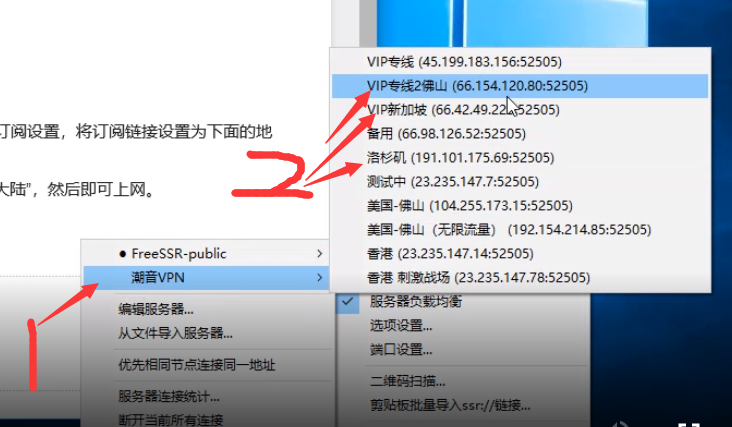 VIP专线 (45.199.183.156:52505)
VIP专线2佛山 (66.154.120.80:52505)
VIP新加坡 (66.42.49.22 :52505)
备用 (66.98.126.52:52505)
洛杉矶 (191.101.175.69:52505)
测试中 (23.235.147.7:52505)
美国-佛山 (104.255.173.15:52505)
美国-佛山（无限流量） (192.154.214.85:52505)
香港 (23.235.147.14:52505)
香港 刺激战场 (23.235.147.78:52505)
订阅设置，将订阅链接设置为下面的地
大陆”，然后即可上网。
2
● FreeSSR-public
潮音VPN
编辑服务器...
从文件导入服务器...
优先相同节点连接同一地址
服务器连接统计...
断开当前所有连接
1
服务器负载均衡
选项设置...
端口设置...
二维码扫描...
剪贴板批量导入ssr://链接...